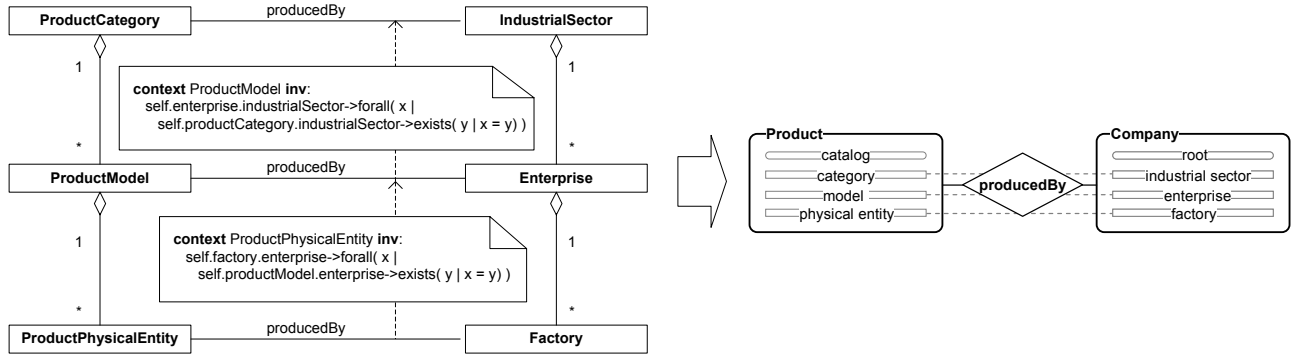 ProductCategory
producedBy
IndustrialSector
1
1
context ProductModel inv:
self.enterprise.industrialSector->forall( x |
self.productCategory.industrialSector->exists( y | x = y) )
*
*
ProductModel
producedBy
Enterprise
1
1
context ProductPhysicalEntity inv:
self.factory.enterprise->forall( x |
self.productModel.enterprise->exists( y | x = y) )
*
*
ProductPhysicalEntity
producedBy
Factory
Product
catalog
category
model
physical entity
producedBy
Company
root
industrial sector
enterprise
factory